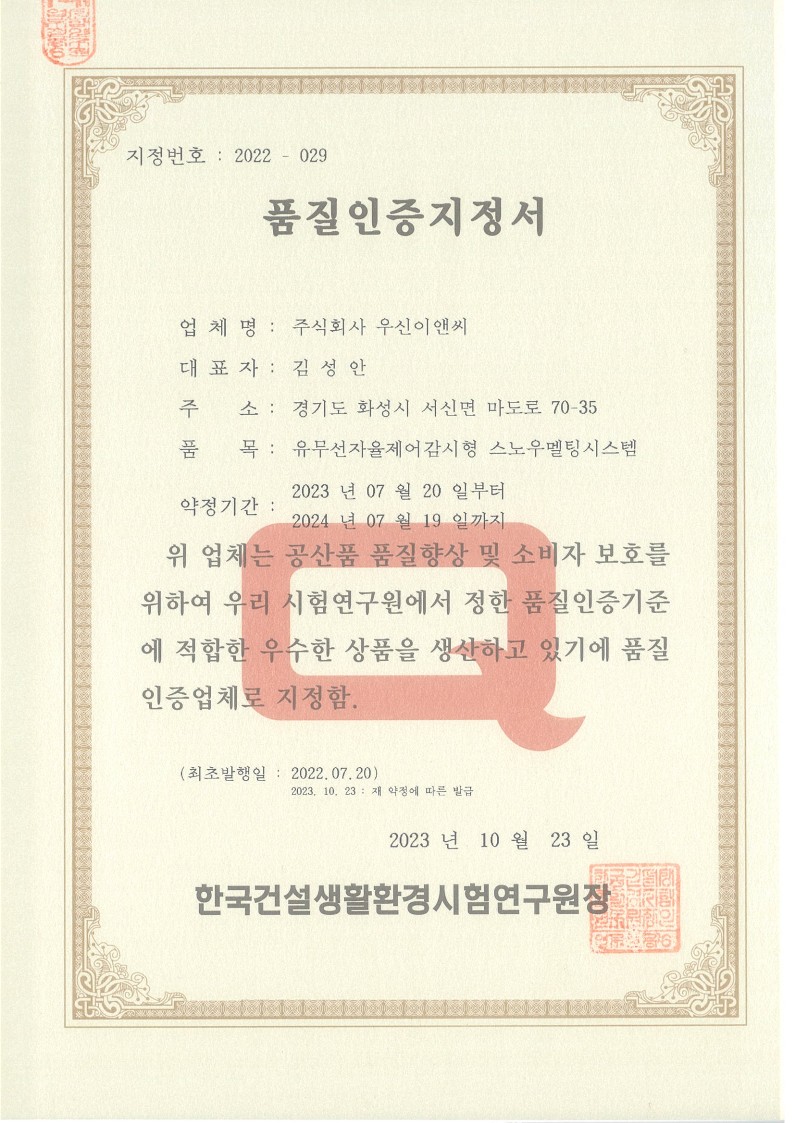 지정번호 : 2022 - 029
품질인증지정서
업 체 명 : 주식회사 우신이앤씨
대 표 자 : 김 성 안
주 소 : 경기도 화성시 서신면 마도로 70-35
품 목 : 유무선자율제어감시형 스노우멜팅시스템
약정기간 : 2023 년 07 월 20 일부터
2024 년 07 월 19 일까지
위 업체는 공산품 품질향상 및 소비자 보호를
위하여 우리 시험연구원에서 정한 품질인증기준
에 적합한 우수한 상품을 생산하고 있기에 품질
인증업체로 지정함.
(최초발행일 : 2022.07.20)
2023. 10. 23 : 재 약정에 따른 발급
2023 년 10 월 23 일
한국건설생활환경시험연구원장